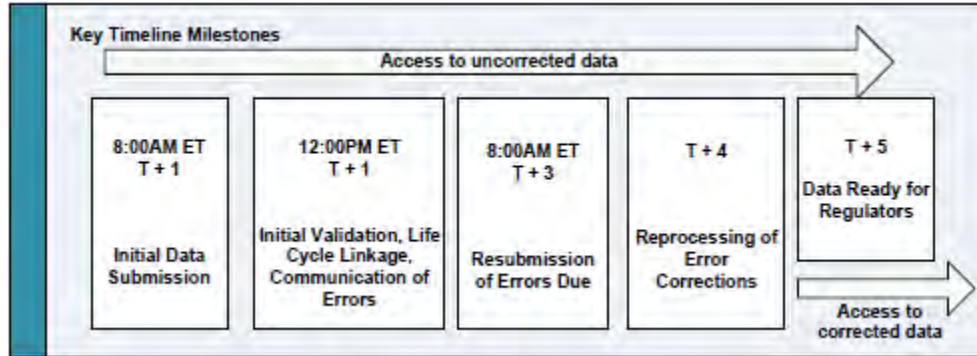 Key Timeline Milestones
Access to uncorrected data
8:00AM ET
T + 1
Initial Data
Submission
12:00PM ET
T + 1
Initial Validation, Life
Cycle Linkage,
Communication of
Errors
8:00AM ET
T + 3
Resubmission
of Errors Due
T + 4
Reprocessing of
Error
Corrections
T + 5
Data Ready for
Regulators
Access to
corrected data